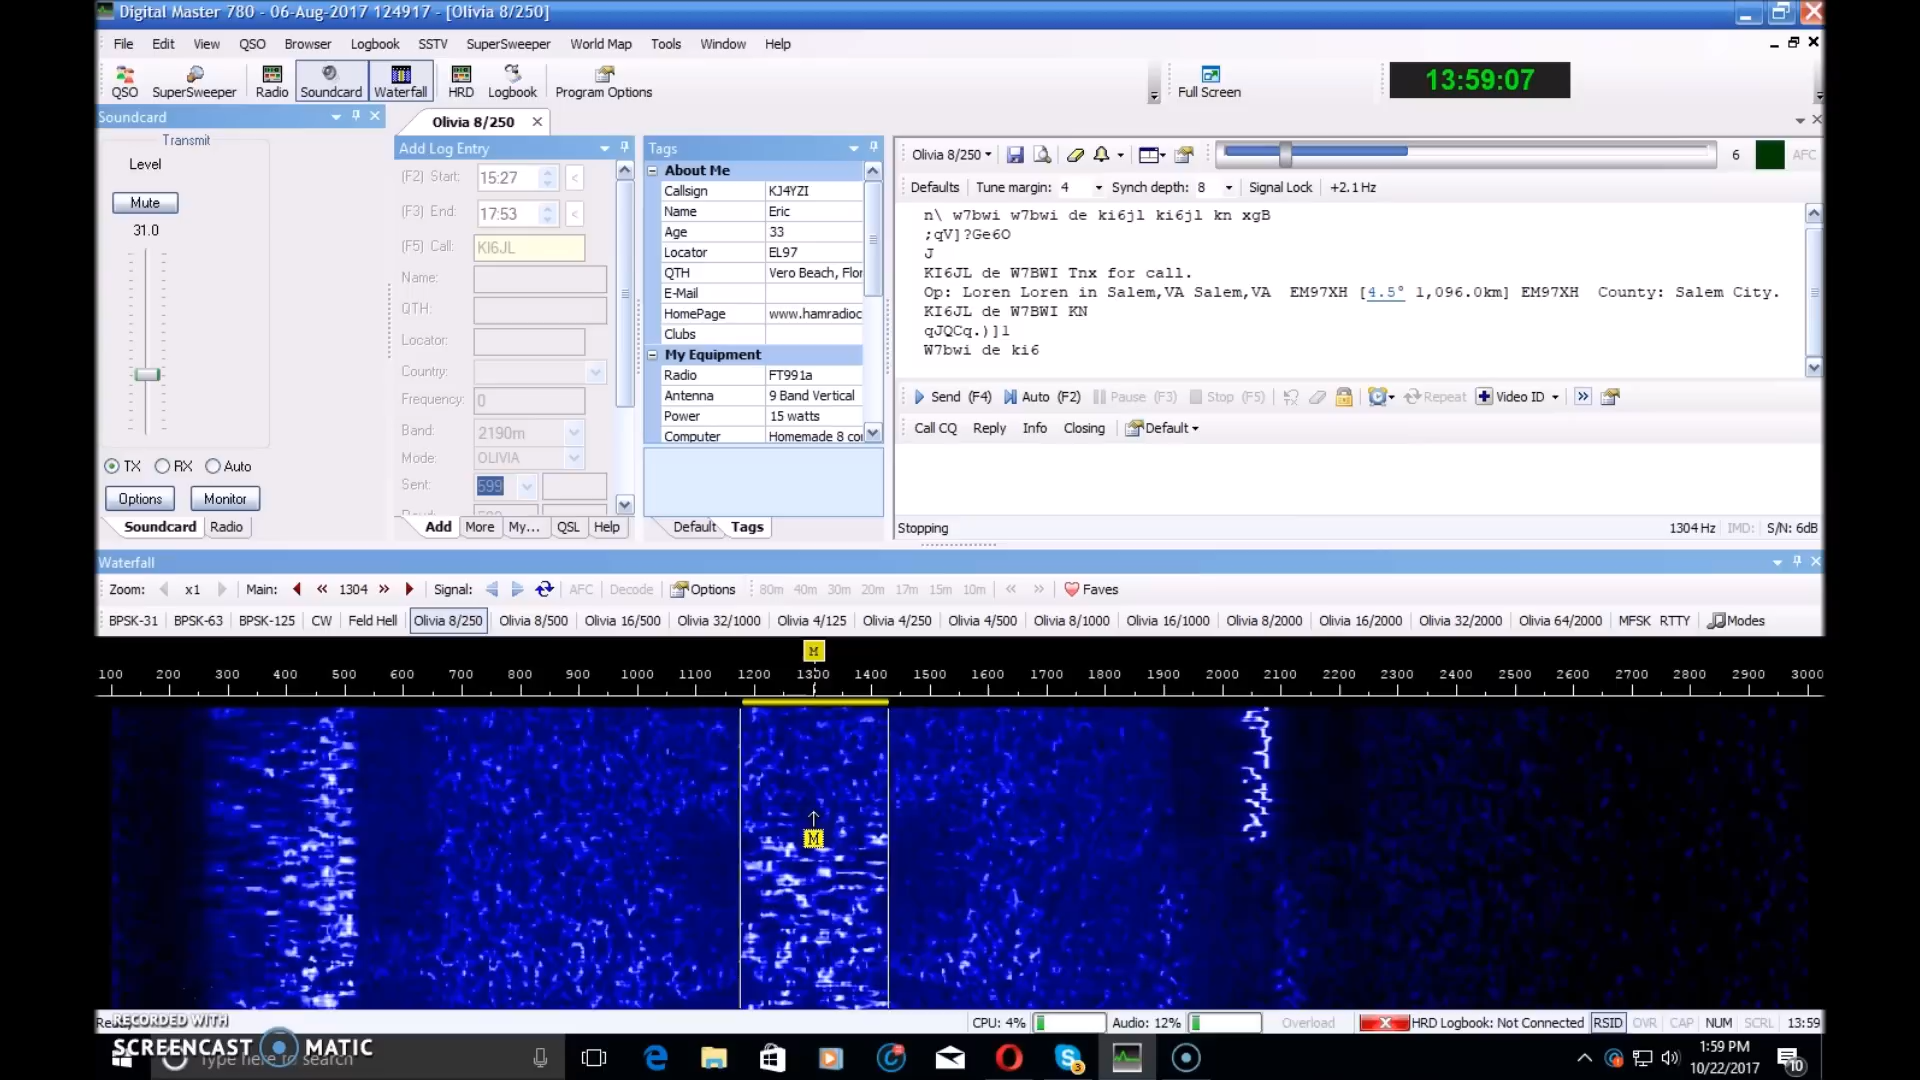 Digital Master 780 - 06-Aug-2017 124917 - [Olivia 8/250]
File Edit View QSO Browser Logbook SSTV SuperSweeper World Map Tools Window Help
QSO SuperSweeper Radio Soundcard Waterfall HRD Logbook Program Options Full Screen 13:59:07
Soundcard
Transmit
Level
Mute
31.0
TX RX Auto
Options Monitor
Soundcard Radio
Olivia 8/250
Add Log Entry
(F2) Start: 15:27 <
(F3) End: 17:53 <
(F5) Call: KI6JL
Name:
QTH:
Locator:
Country:
Frequency: 0
Band: 2190m
Mode: OLIVIA
Sent: 599
Add More My... QSL Help
Tags
About Me
Callsign KJ4YZI
Name Eric
Age 33
Locator EL97
QTH Vero Beach, Flor
E-Mail
HomePage www.hamradioc
Clubs
My Equipment
Radio FT991a
Antenna 9 Band Vertical
Power 15 watts
Computer Homemade 8 co
Default Tags
Olivia 8/250 6 AFC
Defaults Tune margin: 4 Synch depth: 8 Signal Lock +2.1 Hz
n\ w7bwi w7bwi de ki6jl ki6jl kn xgB
;qV]?Ge6O
J
KI6JL de W7BWI Tnx for call.
Op: Loren Loren in Salem,VA Salem,VA EM97XH [4.5° 1,096.0km] EM97XH County: Salem City.
KI6JL de W7BWI KN
qJQCq.)]l
W7bwi de ki6
Send (F4) Auto (F2) Pause (F3) Stop (F5) Repeat Video ID »
Call CQ Reply Info Closing Default
Stopping 1304 Hz IMD: S/N: 6dB
Waterfall
Zoom: x1 Main: « 1304 » Signal: AFC Decode Options 80m 40m 30m 20m 17m 15m 10m « » Faves
BPSK-31 BPSK-63 BPSK-125 CW Feld Hell Olivia 8/250 Olivia 8/500 Olivia 16/500 Olivia 32/1000 Olivia 4/125 Olivia 4/250 Olivia 4/500 Olivia 8/1000 Olivia 16/1000 Olivia 8/2000 Olivia 16/2000 Olivia 32/2000 Olivia 64/2000 MFSK RTTY Modes
M
100 200 300 400 500 600 700 800 900 1000 1100 1200 1300 1400 1500 1600 1700 1800 1900 2000 2100 2200 2300 2400 2500 2600 2700 2800 2900 3000
M
CPU: 4% Audio: 12% Overload HRD Logbook: Not Connected RSID OVR CAP NUM SCRL 13:59
RECORDED WITH
SCREENCAST MATIC
Type here to search
3
1:59 PM
10/22/2017
10